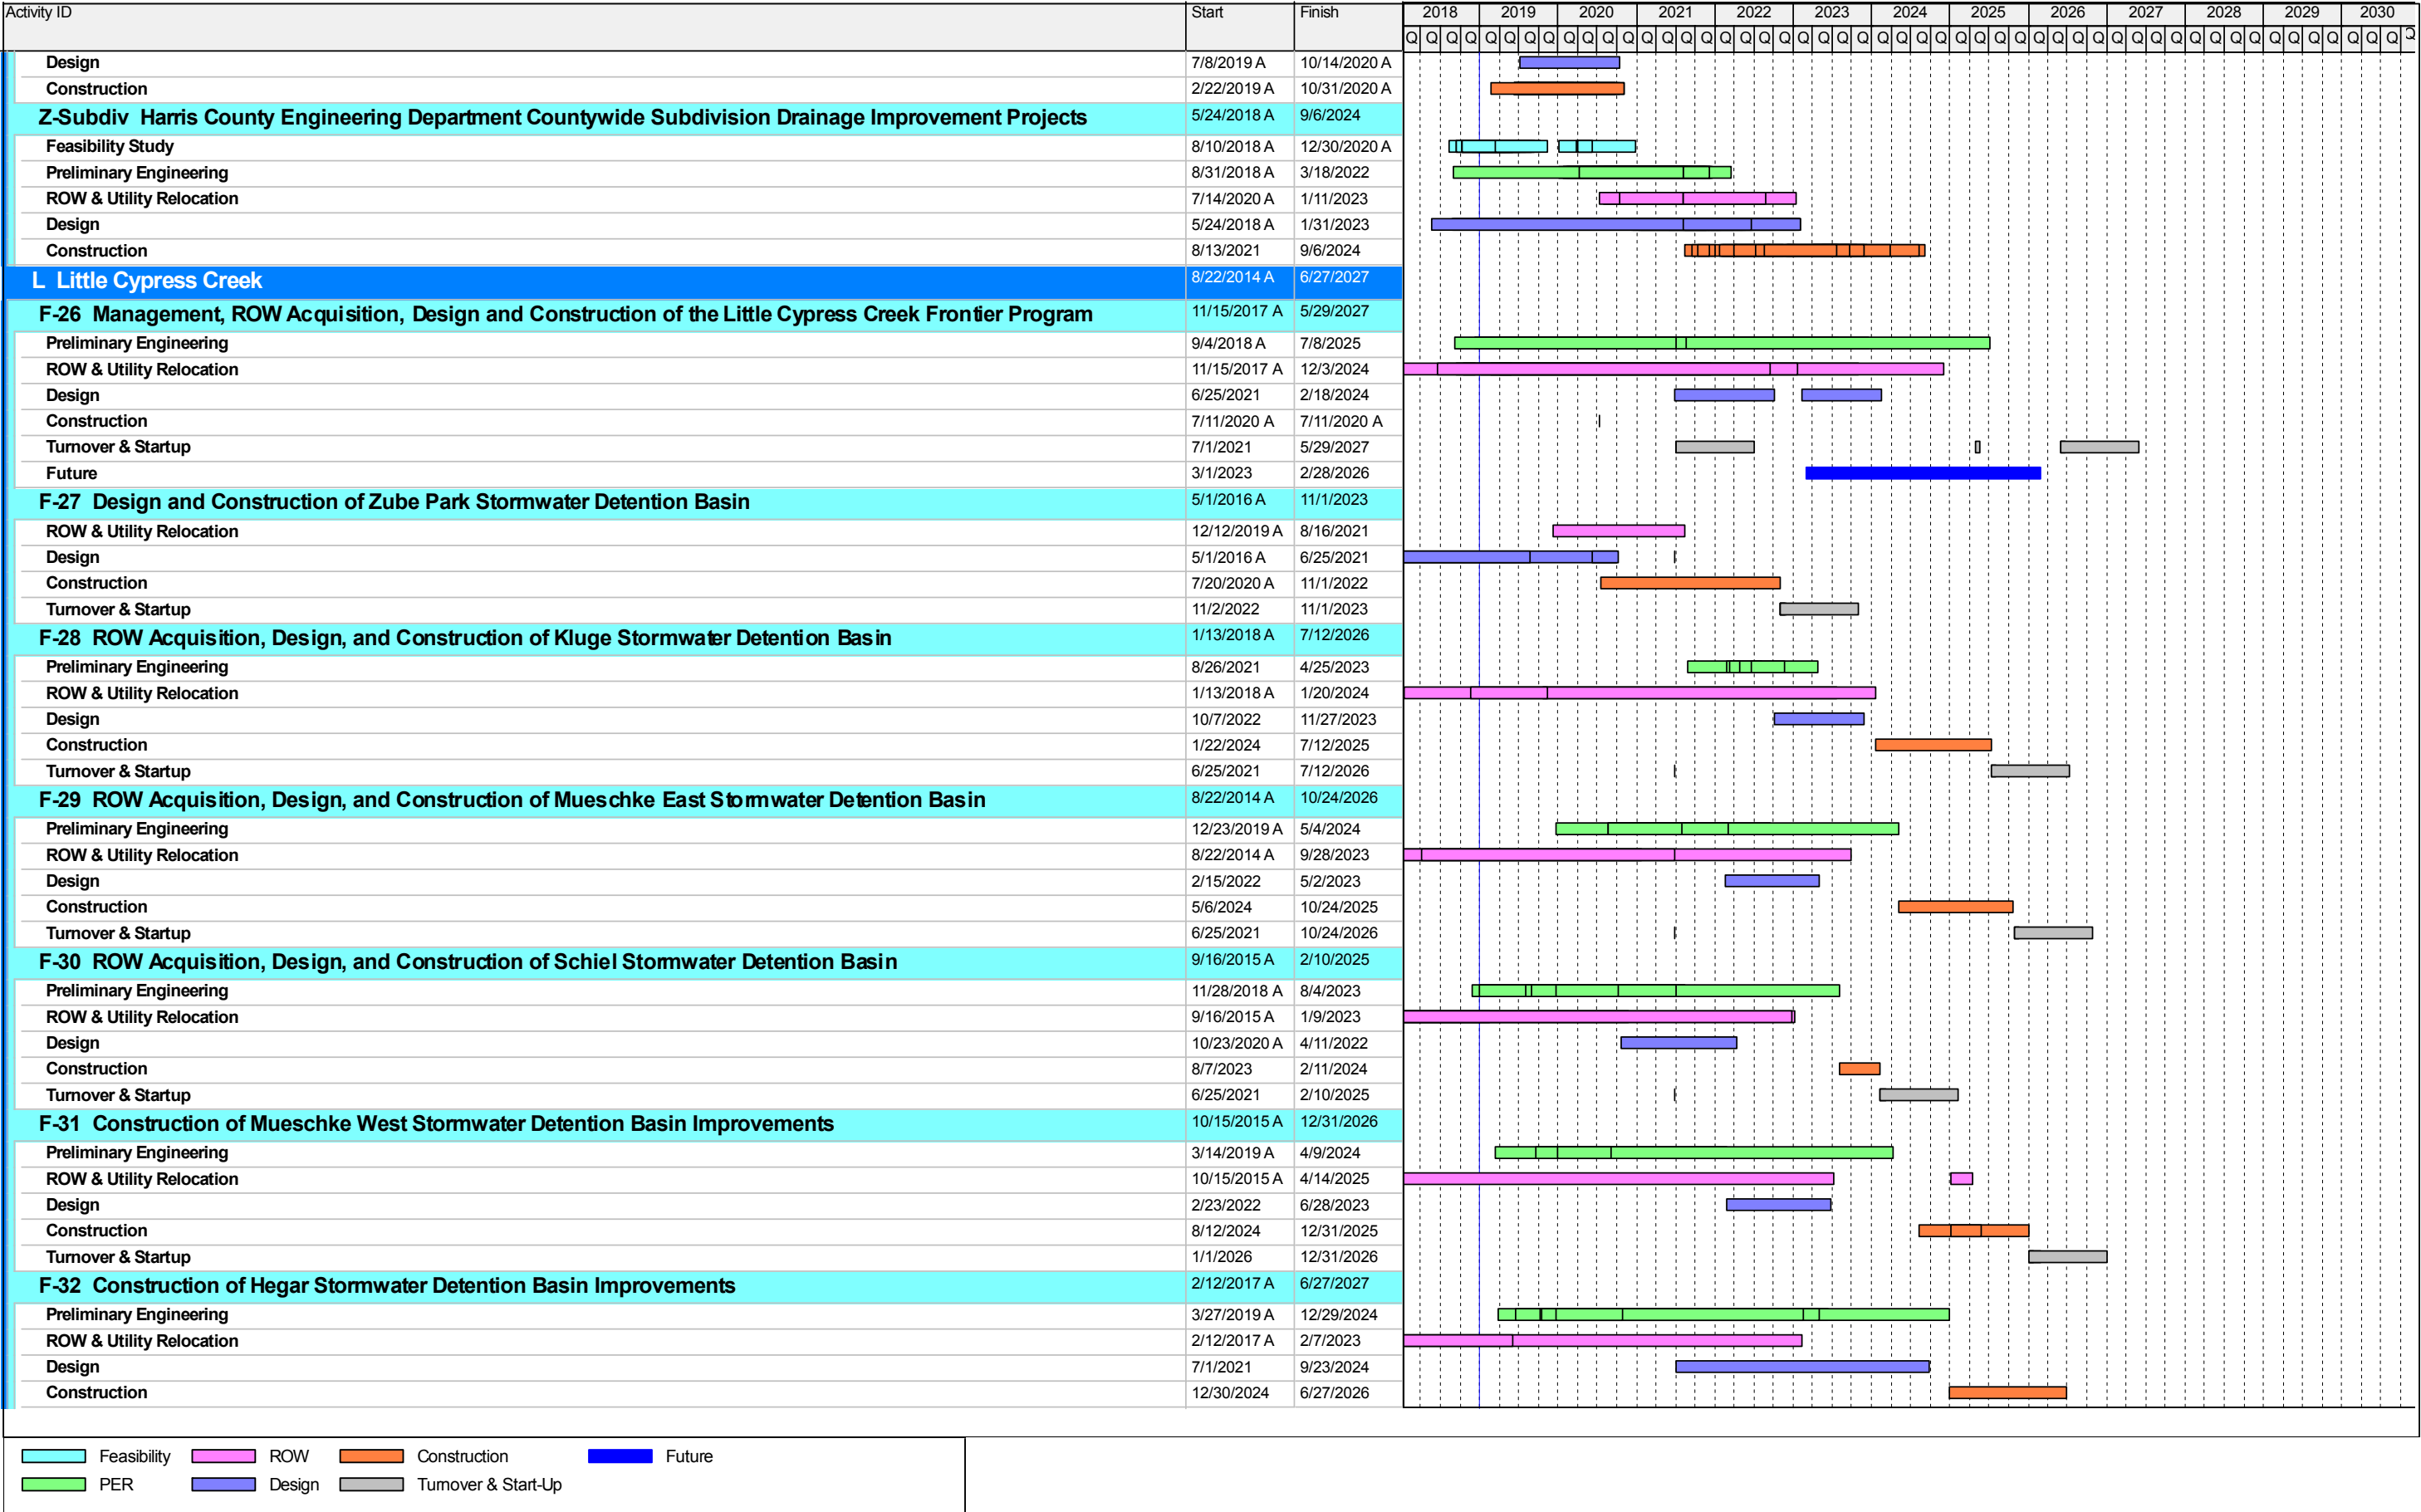 Activity ID Start Finish 2018 2019 2020 2021 2022 2023 2024 2025 2026 2027 2028 2029 2030
Q Q Q Q Q Q Q Q Q Q Q Q Q Q Q Q Q Q Q Q Q Q Q Q Q Q Q Q Q Q Q Q Q Q Q Q Q Q Q Q Q Q Q Q Q Q Q Q Q Q Q Q
Design 7/8/2019 A 10/14/2020 A
Construction 2/22/2019 A 10/31/2020 A
Z-Subdiv Harris County Engineering Department Countywide Subdivision Drainage Improvement Projects 5/24/2018 A 9/6/2024
Feasibility Study 8/10/2018 A 12/30/2020 A
Preliminary Engineering 8/31/2018 A 3/18/2022
ROW & Utility Relocation 7/14/2020 A 1/11/2023
Design 5/24/2018 A 1/31/2023
Construction 8/13/2021 9/6/2024
L Little Cypress Creek 8/22/2014 A 6/27/2027
F-26 Management, ROW Acquisition, Design and Construction of the Little Cypress Creek Frontier Program 11/15/2017 A 5/29/2027
Preliminary Engineering 9/4/2018 A 7/8/2025
ROW & Utility Relocation 11/15/2017 A 12/3/2024
Design 6/25/2021 2/18/2024
Construction 7/11/2020 A 7/11/2020 A
Turnover & Startup 7/1/2021 5/29/2027
Future 3/1/2023 2/28/2026
F-27 Design and Construction of Zube Park Stormwater Detention Basin 5/1/2016 A 11/1/2023
ROW & Utility Relocation 12/12/2019 A 8/16/2021
Design 5/1/2016 A 6/25/2021
Construction 7/20/2020 A 11/1/2022
Turnover & Startup 11/2/2022 11/1/2023
F-28 ROW Acquisition, Design, and Construction of Kluge Stormwater Detention Basin 1/13/2018 A 7/12/2026
Preliminary Engineering 8/26/2021 4/25/2023
ROW & Utility Relocation 1/13/2018 A 1/20/2024
Design 10/7/2022 11/27/2023
Construction 1/22/2024 7/12/2025
Turnover & Startup 6/25/2021 7/12/2026
F-29 ROW Acquisition, Design, and Construction of Mueschke East Stormwater Detention Basin 8/22/2014 A 10/24/2026
Preliminary Engineering 12/23/2019 A 5/4/2024
ROW & Utility Relocation 8/22/2014 A 9/28/2023
Design 2/15/2022 5/2/2023
Construction 5/6/2024 10/24/2025
Turnover & Startup 6/25/2021 10/24/2026
F-30 ROW Acquisition, Design, and Construction of Schiel Stormwater Detention Basin 9/16/2015 A 2/10/2025
Preliminary Engineering 11/28/2018 A 8/4/2023
ROW & Utility Relocation 9/16/2015 A 1/9/2023
Design 10/23/2020 A 4/11/2022
Construction 8/7/2023 2/11/2024
Turnover & Startup 6/25/2021 2/10/2025
F-31 Construction of Mueschke West Stormwater Detention Basin Improvements 10/15/2015 A 12/31/2026
Preliminary Engineering 3/14/2019 A 4/9/2024
ROW & Utility Relocation 10/15/2015 A 4/14/2025
Design 2/23/2022 6/28/2023
Construction 8/12/2024 12/31/2025
Turnover & Startup 1/1/2026 12/31/2026
F-32 Construction of Hegar Stormwater Detention Basin Improvements 2/12/2017 A 6/27/2027
Preliminary Engineering 3/27/2019 A 12/29/2024
ROW & Utility Relocation 2/12/2017 A 2/7/2023
Design 7/1/2021 9/23/2024
Construction 12/30/2024 6/27/2026
Feasibility ROW Construction Future
PER Design Turnover & Start-Up